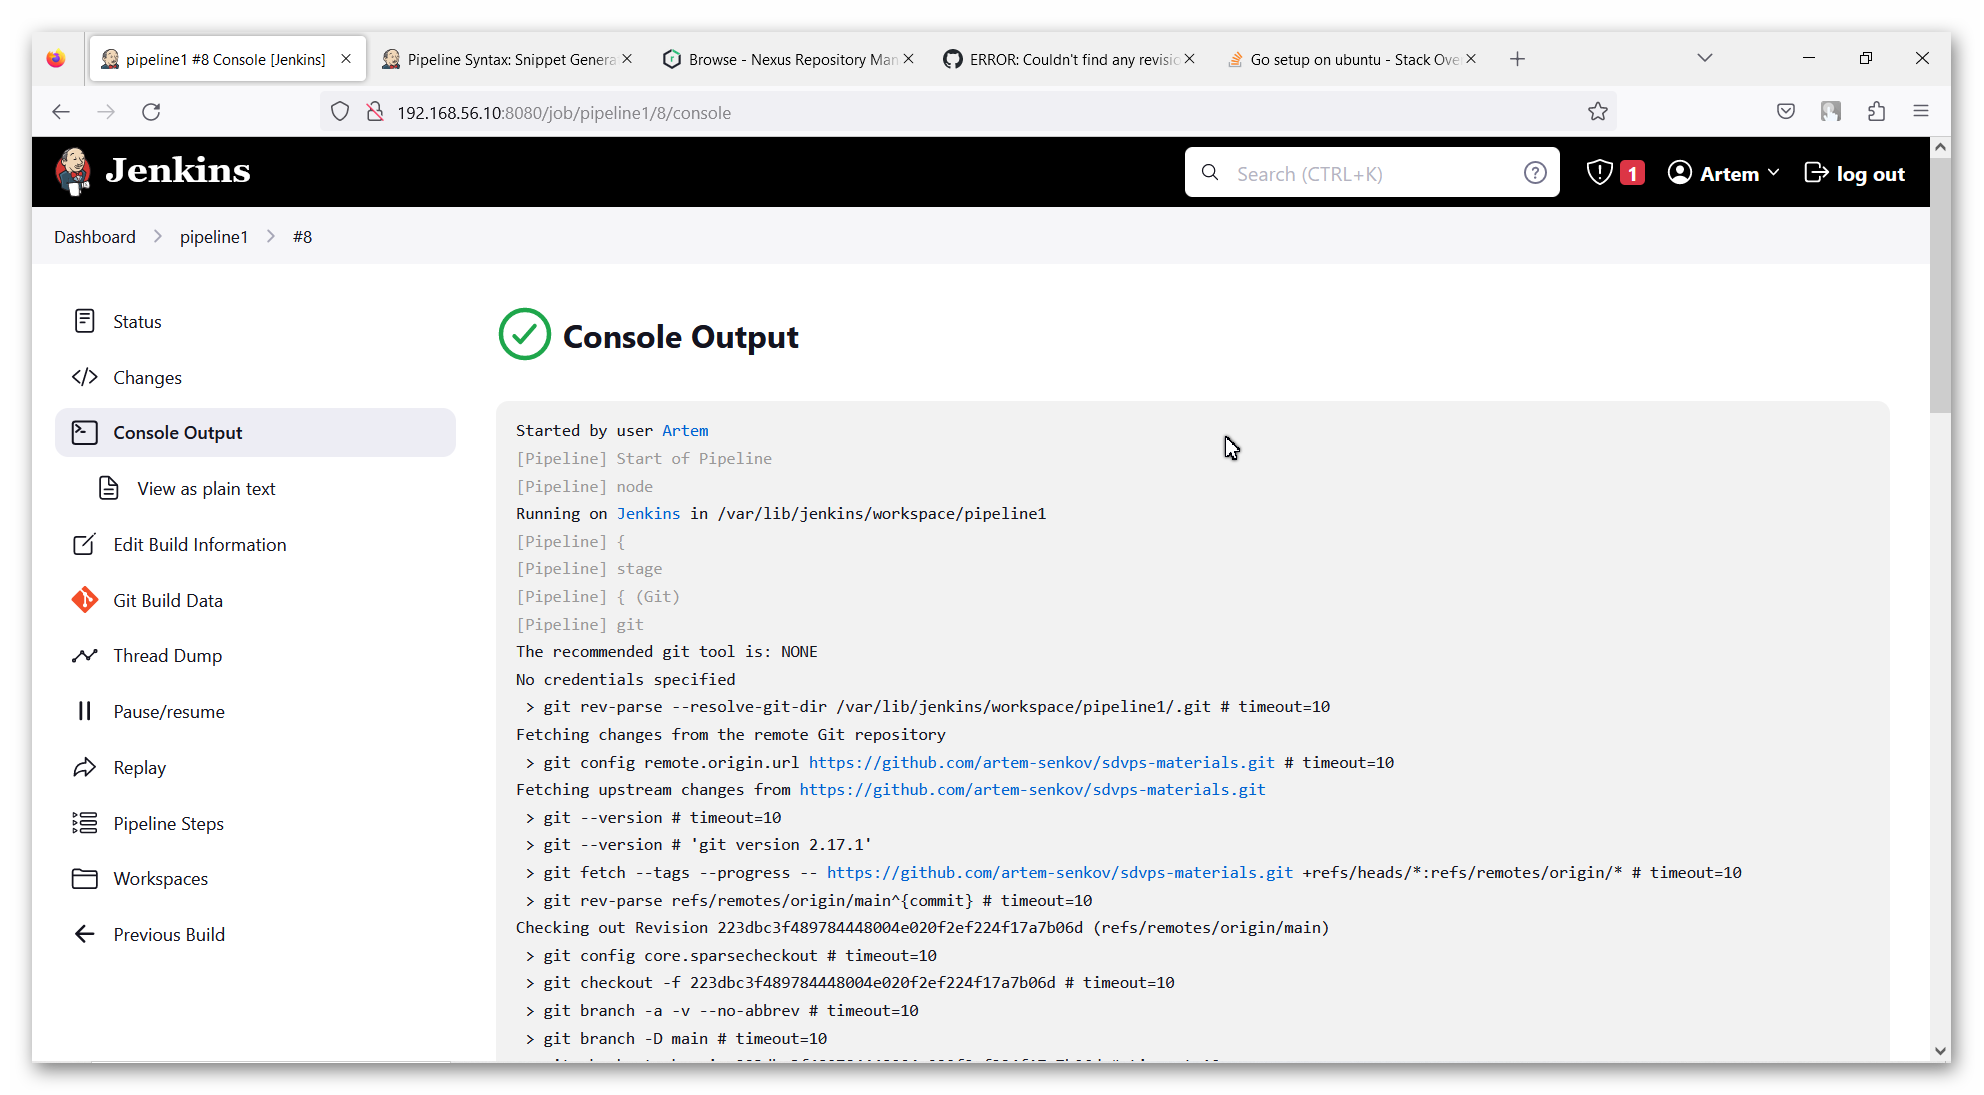 pipeline1 #8 Console [Jenkins]
Pipeline Syntax: Snippet Genera
Browse - Nexus Repository Man
ERROR: Couldn't find any revisio
Go setup on ubuntu - Stack Ove
192.168.56.10:8080/job/pipeline1/8/console
Jenkins
Search (CTRL+K)
1
Artem
log out
Dashboard
pipeline1
#8
Status
Changes
Console Output
View as plain text
Edit Build Information
Git Build Data
Thread Dump
Pause/resume
Replay
Pipeline Steps
Workspaces
Previous Build
Console Output
Started by user Artem
[Pipeline] Start of Pipeline
[Pipeline] node
Running on Jenkins in /var/lib/jenkins/workspace/pipeline1
[Pipeline] {
[Pipeline] stage
[Pipeline] { (Git)
[Pipeline] git
The recommended git tool is: NONE
No credentials specified
> git rev-parse --resolve-git-dir /var/lib/jenkins/workspace/pipeline1/.git # timeout=10
Fetching changes from the remote Git repository
> git config remote.origin.url https://github.com/artem-senkov/sdvps-materials.git # timeout=10
Fetching upstream changes from https://github.com/artem-senkov/sdvps-materials.git
> git --version # timeout=10
> git --version # 'git version 2.17.1'
> git fetch --tags --progress -- https://github.com/artem-senkov/sdvps-materials.git +refs/heads/*:refs/remotes/origin/* # timeout=10
> git rev-parse refs/remotes/origin/main^{commit} # timeout=10
Checking out Revision 223dbc3f489784448004e020f2ef224f17a7b06d (refs/remotes/origin/main)
> git config core.sparsecheckout # timeout=10
> git checkout -f 223dbc3f489784448004e020f2ef224f17a7b06d # timeout=10
> git branch -a -v --no-abbrev # timeout=10
> git branch -D main # timeout=10